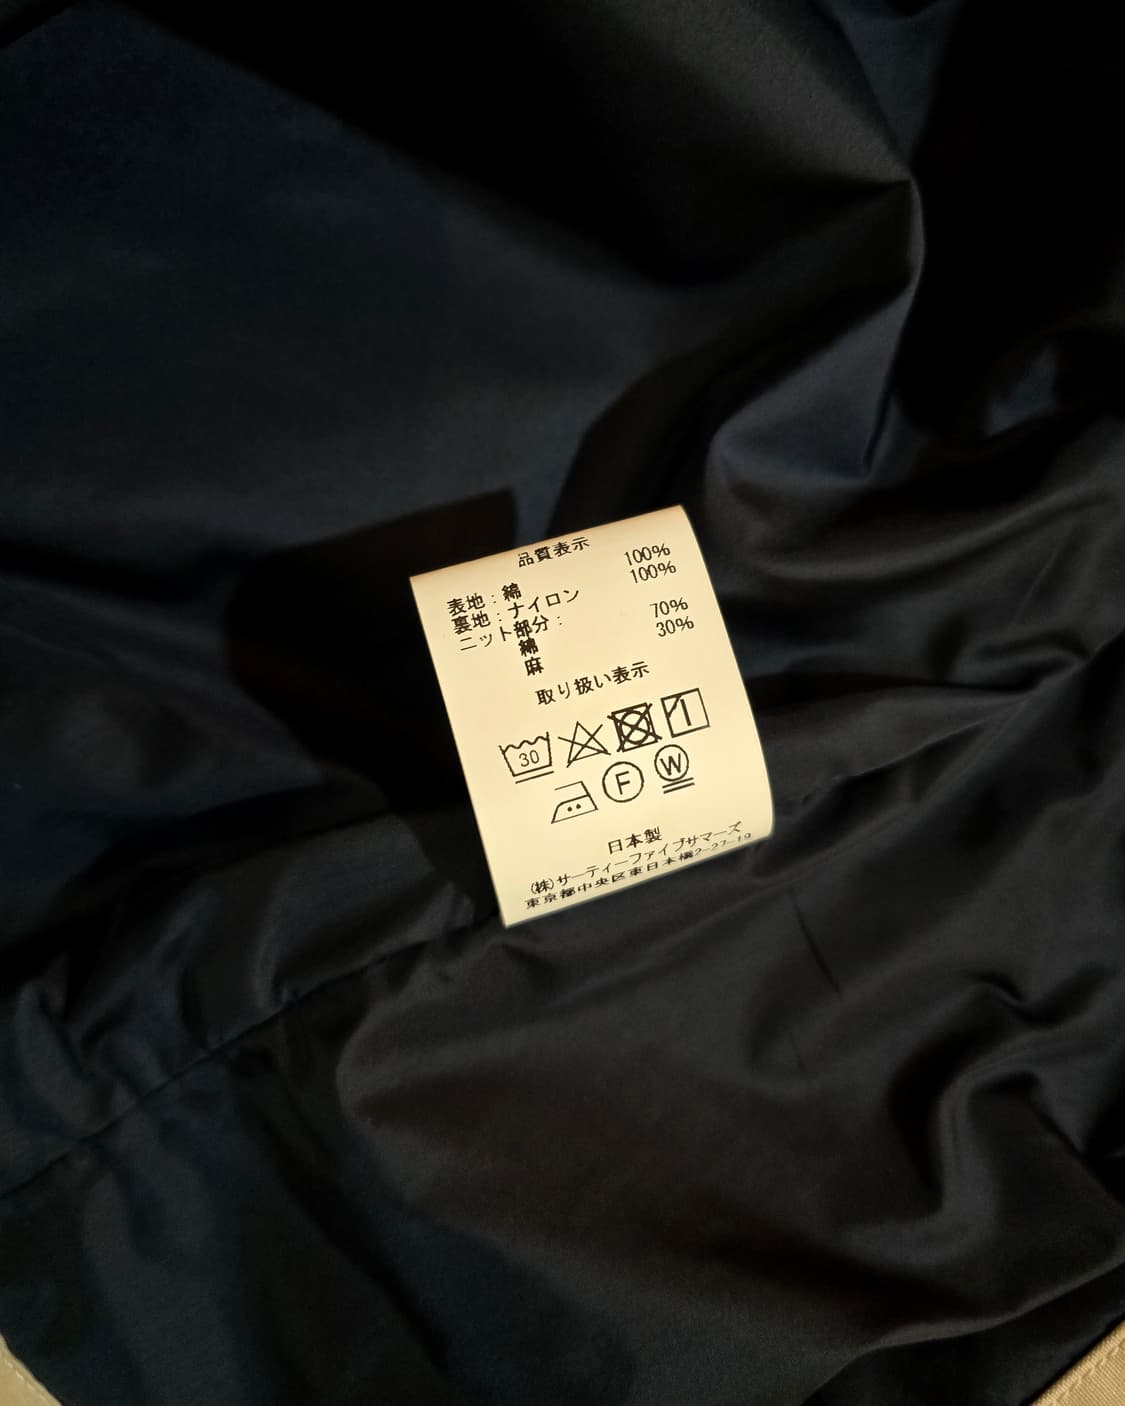 品質表示
表地：綿 100%
裏地：ナイロン 100%
ニット部分：
綿 70%
麻 30%
取り扱い表示
30
F W
日本製
(株)サーティーファイブサマーズ
東京都中央区東日本橋2-27-19